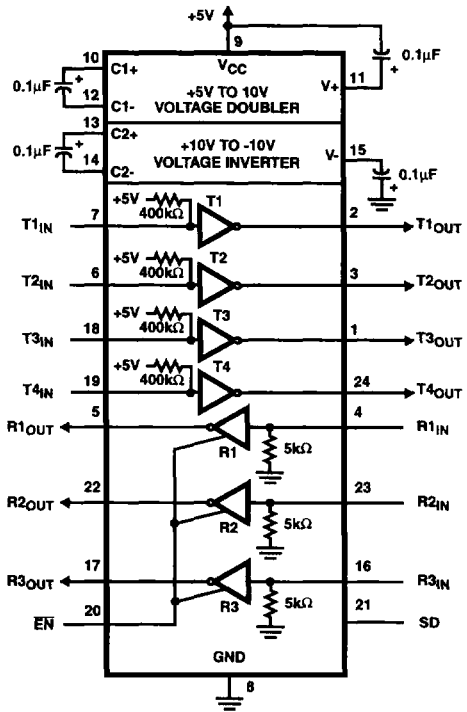 +5V
9
VCC
10
C1+
0.1μF
+
12
C1-
+5V TO 10V
VOLTAGE DOUBLER
V+
11
+
0.1μF
13
C2+
0.1μF
+
14
C2-
+10V TO -10V
VOLTAGE INVERTER
V-
15
+
0.1μF
T1IN
7
+5V
400kΩ
T1
2
T1OUT
T2IN
6
+5V
400kΩ
T2
3
T2OUT
T3IN
18
+5V
400kΩ
T3
1
T3OUT
T4IN
19
+5V
400kΩ
T4
24
T4OUT
R1OUT
5
R1
5kΩ
4
R1IN
R2OUT
22
R2
5kΩ
23
R2IN
R3OUT
17
R3
5kΩ
16
R3IN
EN
20
21
SD
GND
8